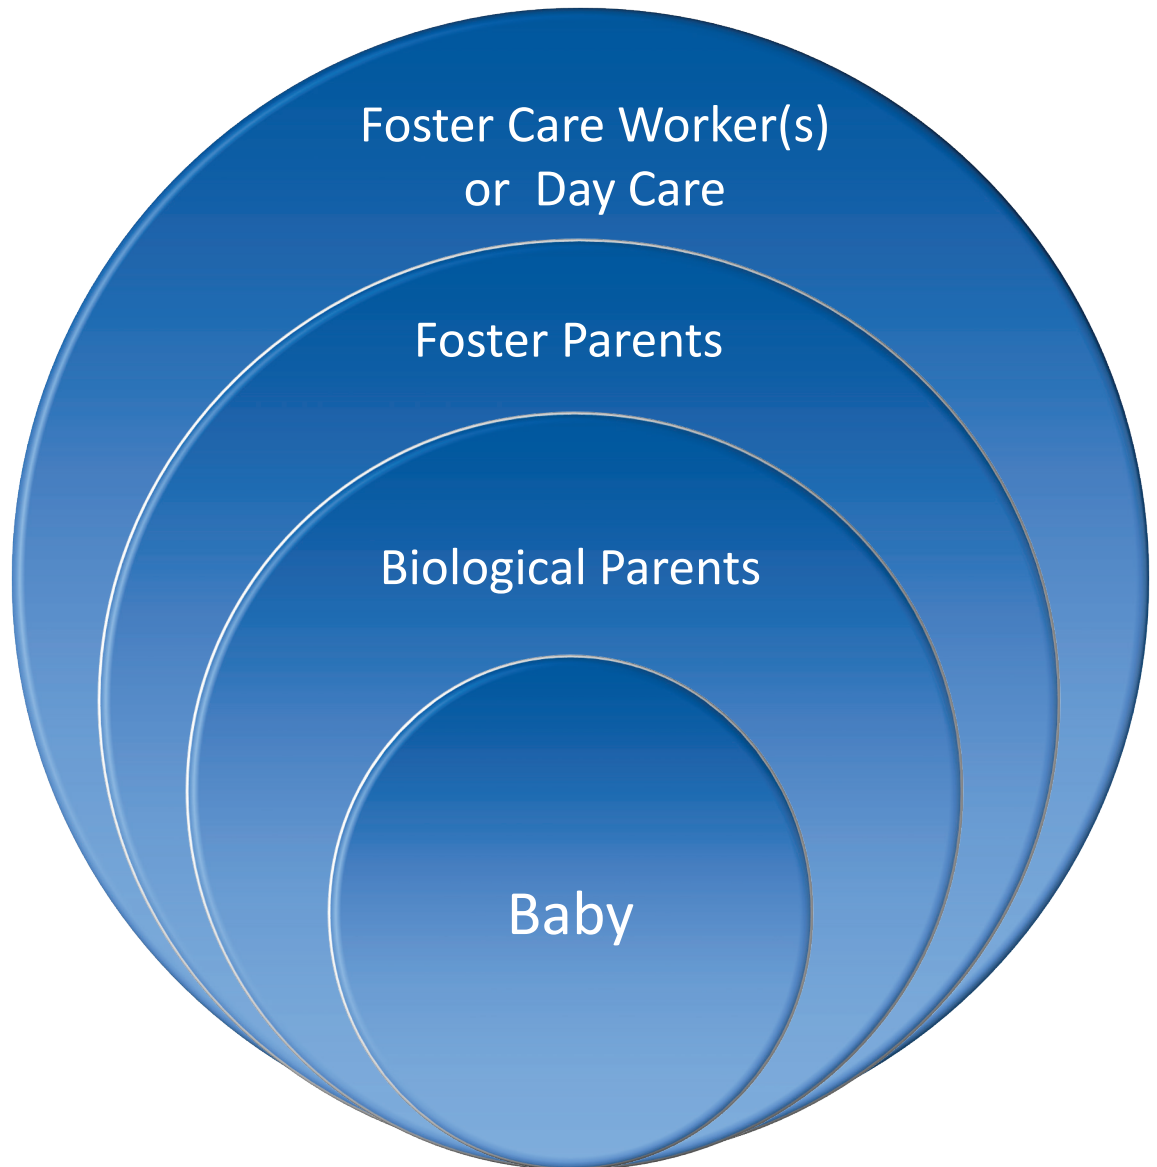 Foster Care Worker(s)
or  Day Care
Foster Parents
Biological Parents
Baby